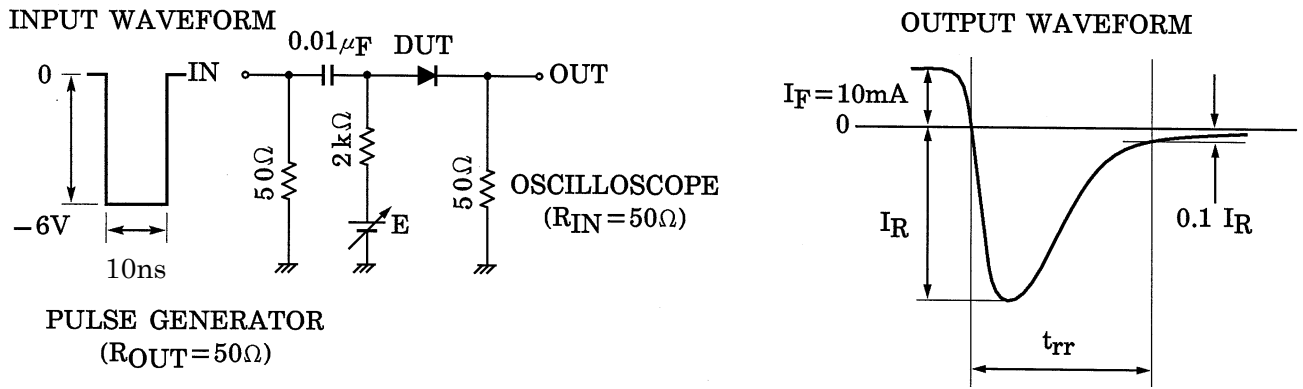 INPUT WAVEFORM
0
IN
−6V
10ns
PULSE GENERATOR
(ROUT=50Ω)
0.01μF
DUT
OUT
50Ω
2kΩ
E
50Ω
OSCILLOSCOPE
(RIN=50Ω)
OUTPUT WAVEFORM
IF=10mA
0
IR
0.1 IR
trr